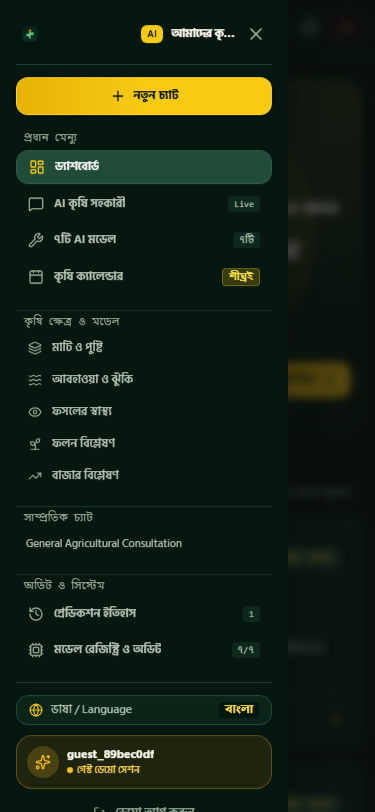 AI আমাদের কৃ...
+ নতুন চ্যাট
প্রধান মেন্যু
ড্যাশবোর্ড
AI কৃষি সহকারী Live
৭টি AI মডেল ৭টি
কৃষি ক্যালেন্ডার শীঘ্রই
কৃষি ক্ষেত্র ও মডেল
মাটি ও পুষ্টি
আবহাওয়া ও ঝুঁকি
ফসলের স্বাস্থ্য
ফলন বিশ্লেষণ
বাজার বিশ্লেষণ
সাম্প্রতিক চ্যাট
General Agricultural Consultation
অডিট ও সিস্টেম
প্রেডিকশন ইতিহাস 1
মডেল রেজিস্ট্রি ও অডিট ৭/৭
ভাষা / Language বাংলা
guest_89bec0df
গেস্ট ডেমো সেশন